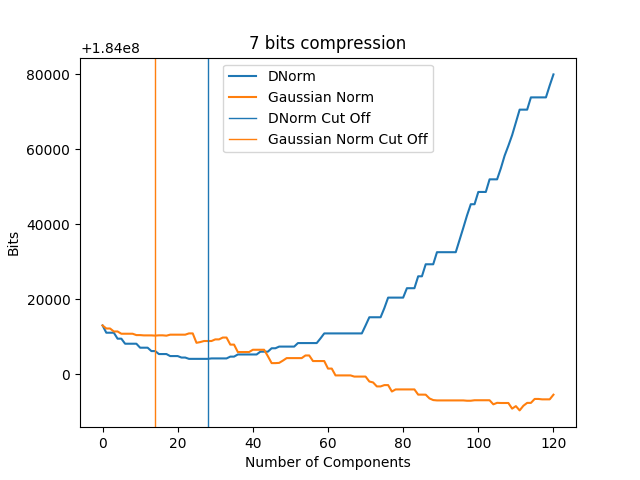 7 bits compression
+1.84e8
DNorm
Gaussian Norm
DNorm Cut Off
Gaussian Norm Cut Off
80000
60000
40000
20000
0
Bits
0 20 40 60 80 100 120
Number of Components